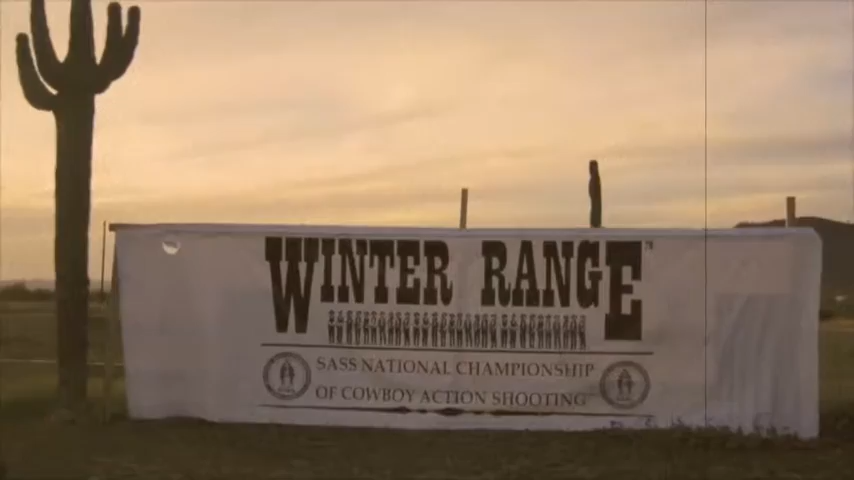 WINTER RANGE
SASS NATIONAL CHAMPIONSHIP
OF COWBOY ACTION SHOOTING